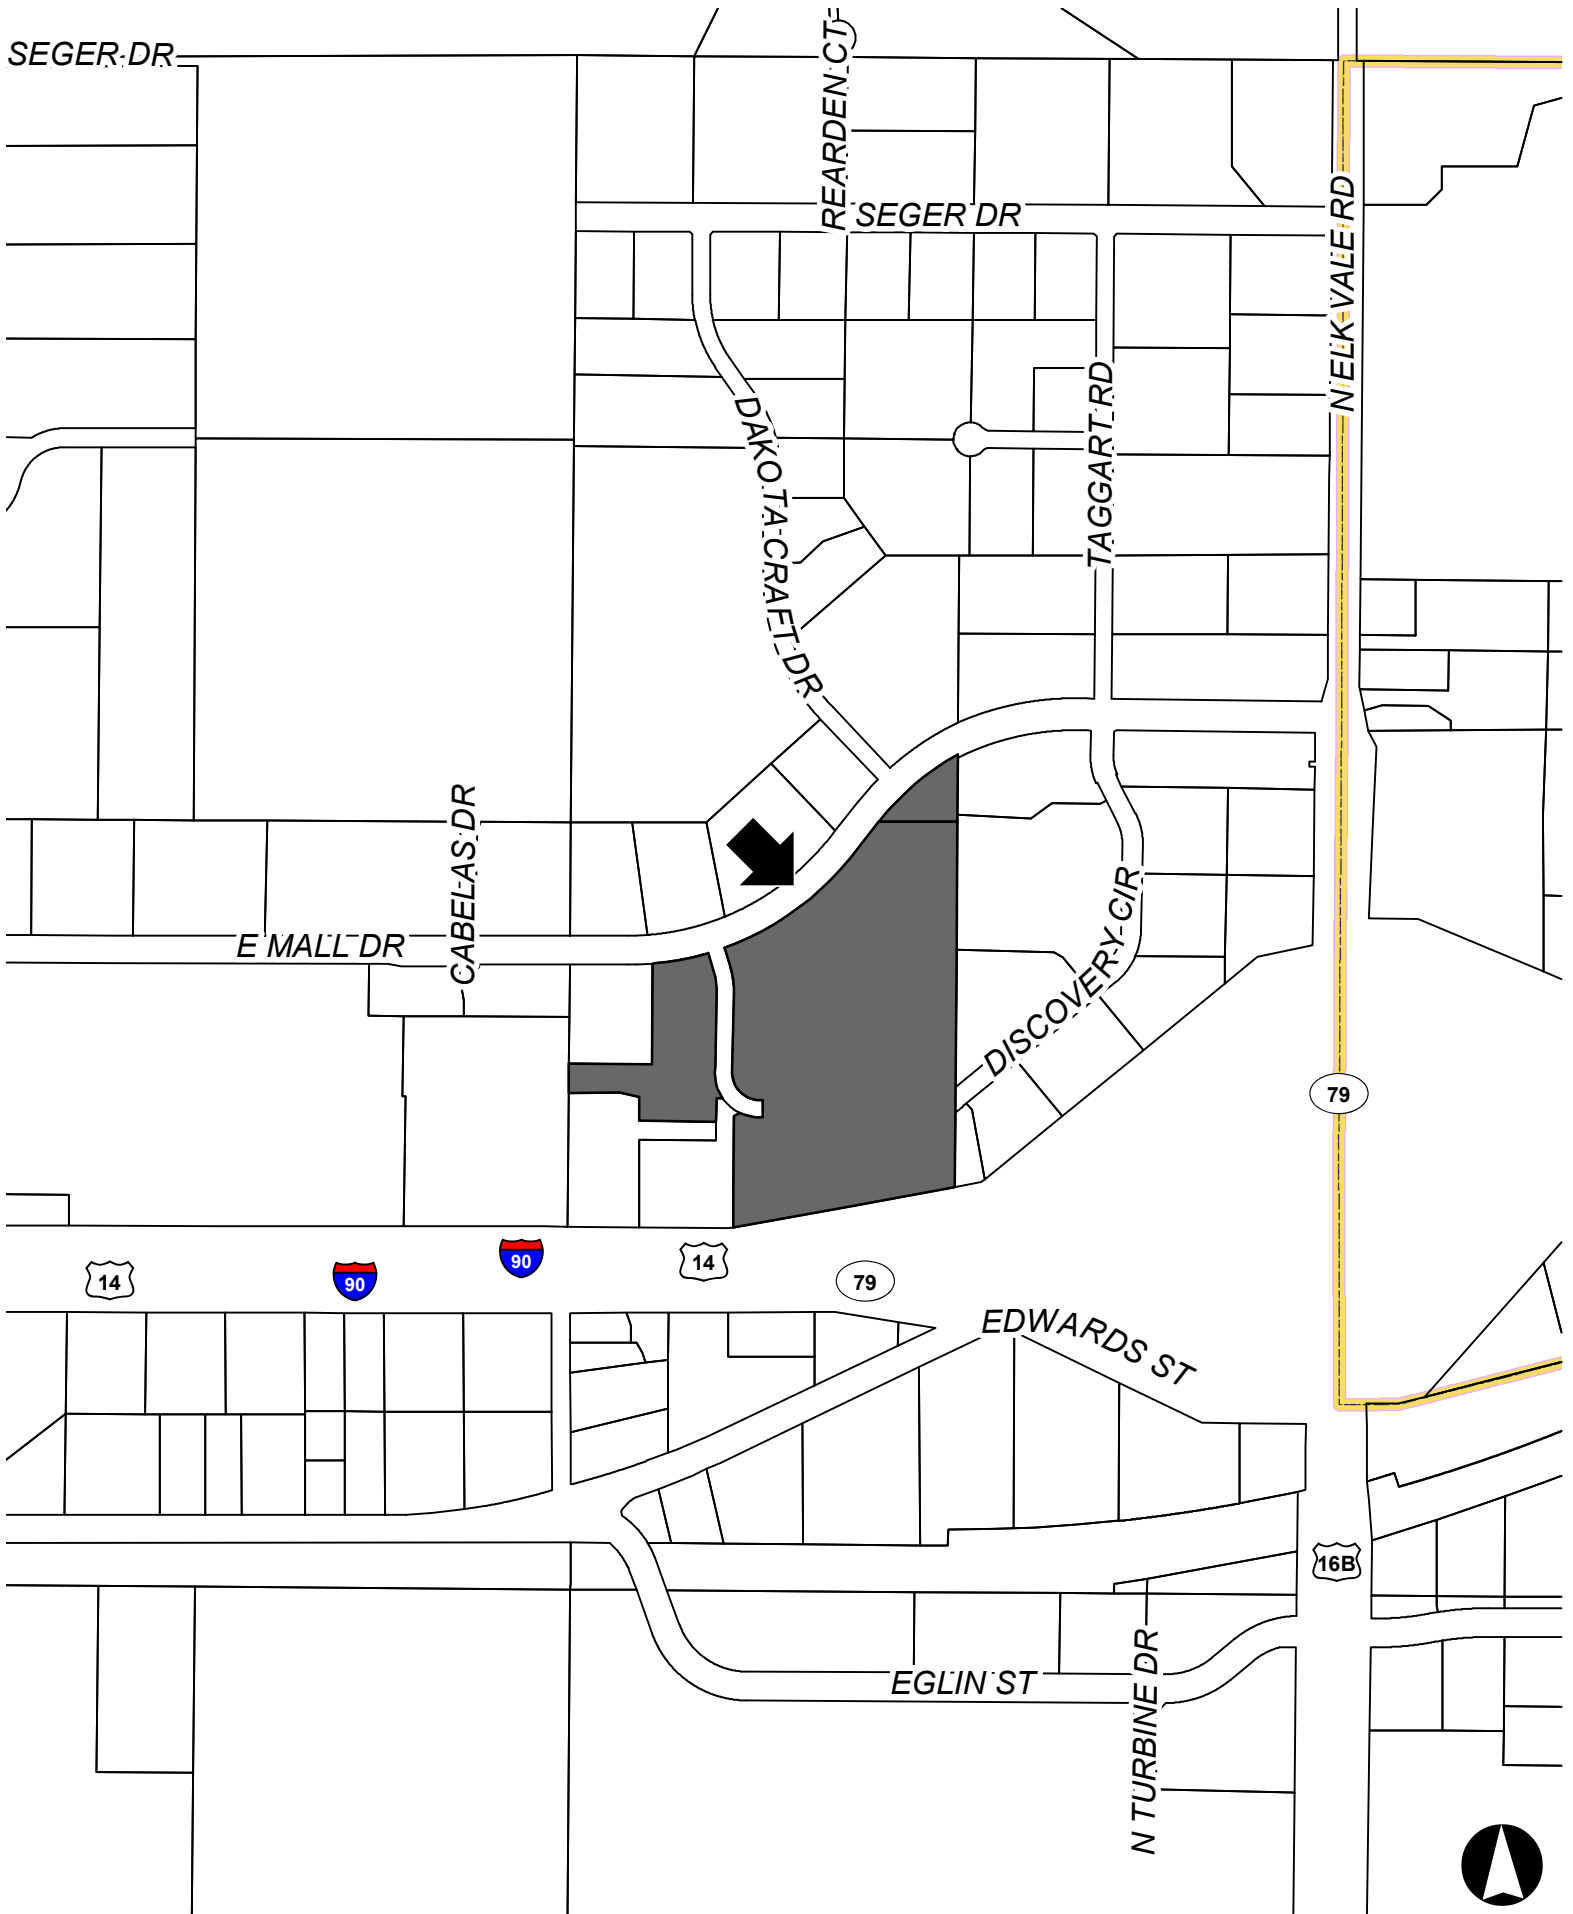 SEGER DR
REARDEN CT
SEGER DR
N ELK VALE RD
TAGGART RD
DAKOTA CRAFT DR
CABELAS DR
E MALL DR
DISCOVERY CIR
79
90
14
90
14
79
EDWARDS ST
16B
EGLIN ST
N TURBINE DR